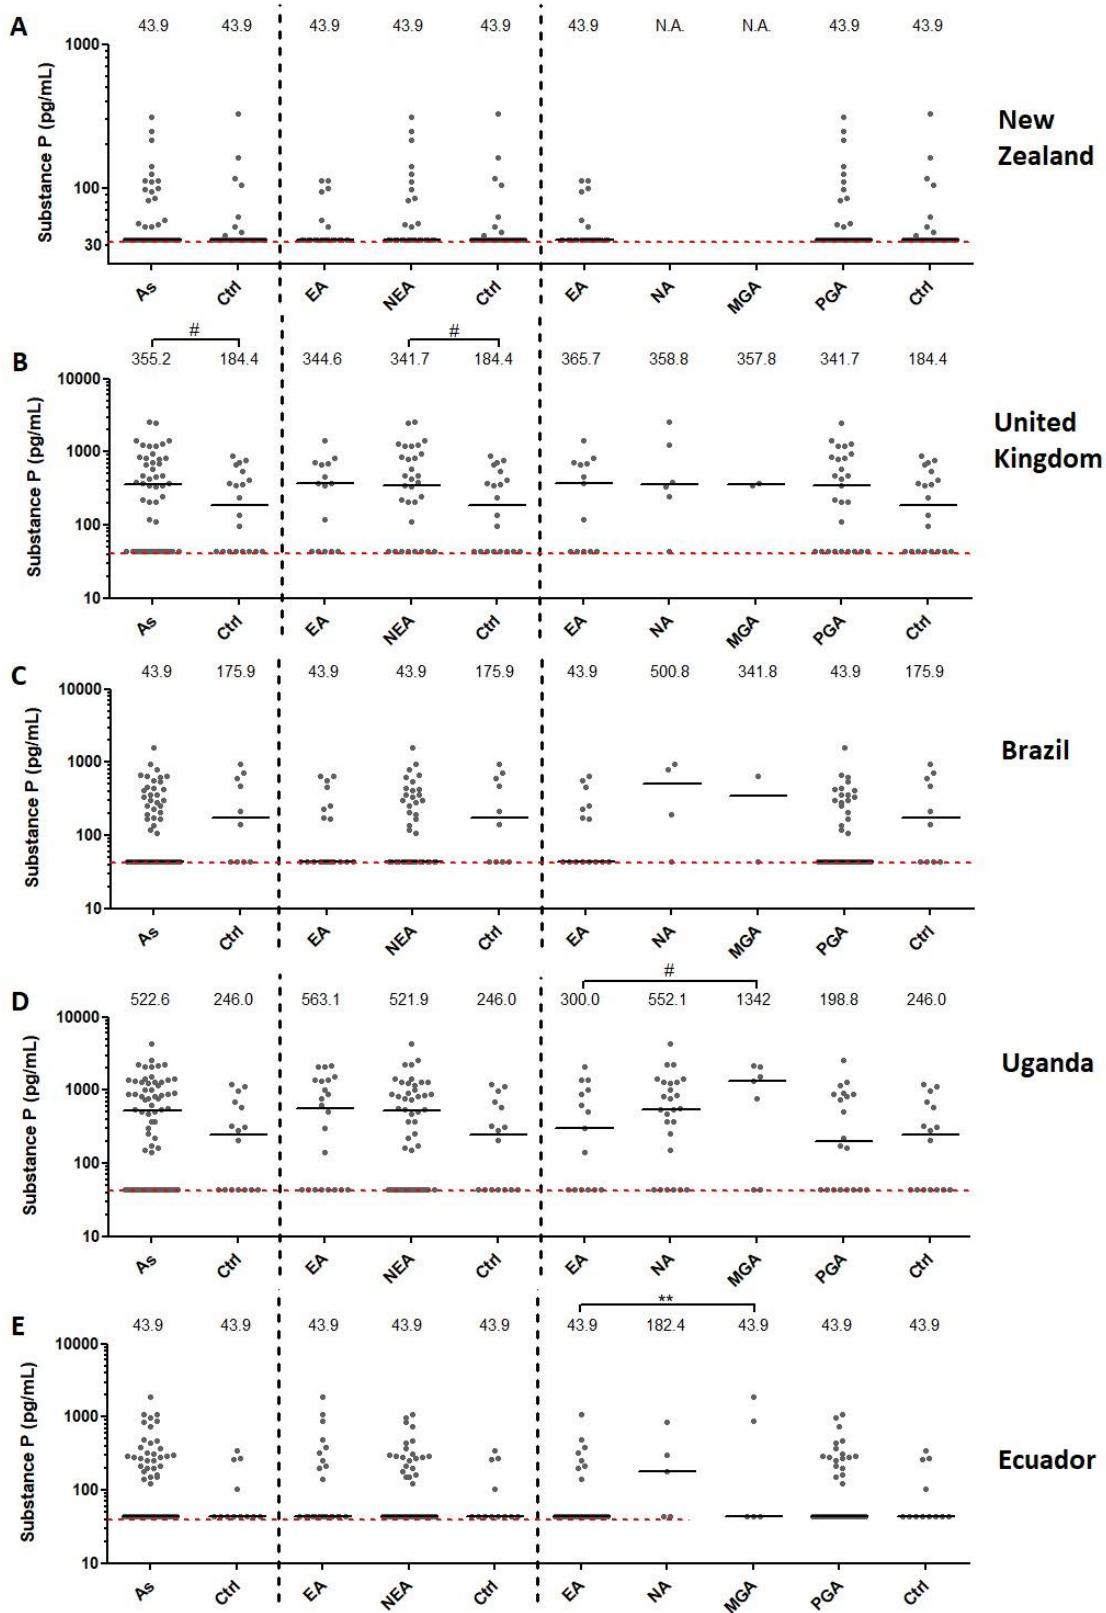 A
43.9 43.9 43.9 43.9 43.9 43.9 N.A. N.A. 43.9 43.9
Substance P (pg/mL)
1000
100
30
As Ctrl EA NEA Ctrl EA NA MGA PGA Ctrl
New
Zealand
# #
B
355.2 184.4 344.6 341.7 184.4 365.7 358.8 357.8 341.7 184.4
Substance P (pg/mL)
10000
1000
100
10
As Ctrl EA NEA Ctrl EA NA MGA PGA Ctrl
United
Kingdom
C
43.9 175.9 43.9 43.9 175.9 43.9 500.8 341.8 43.9 175.9
Substance P (pg/mL)
10000
1000
100
10
As Ctrl EA NEA Ctrl EA NA MGA PGA Ctrl
Brazil
#
D
522.6 246.0 563.1 521.9 246.0 300.0 552.1 1342 198.8 246.0
Substance P (pg/mL)
10000
1000
100
10
As Ctrl EA NEA Ctrl EA NA MGA PGA Ctrl
Uganda
**
E
43.9 43.9 43.9 43.9 43.9 43.9 182.4 43.9 43.9 43.9
Substance P (pg/mL)
10000
1000
100
10
As Ctrl EA NEA Ctrl EA NA MGA PGA Ctrl
Ecuador